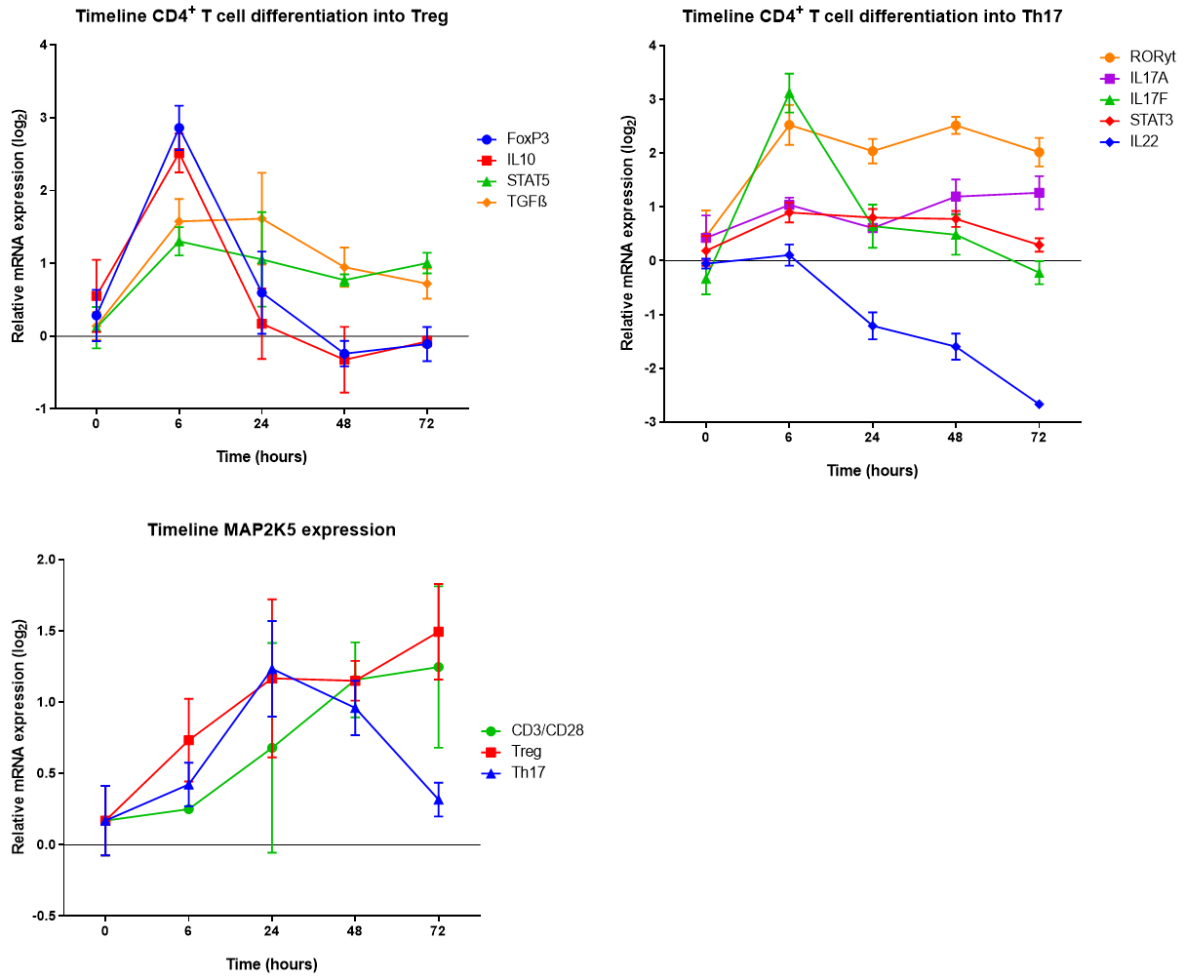 Timeline CD4+ T cell differentiation into Treg
Relative mRNA expression (log2)
4
3
2
1
0
-1
0 6 24 48 72
Time (hours)
FoxP3
IL10
STAT5
TGFß
Timeline CD4+ T cell differentiation into Th17
Relative mRNA expression (log2)
4
3
2
1
0
-1
-2
-3
0 6 24 48 72
Time (hours)
RORyt
IL17A
IL17F
STAT3
IL22
Timeline MAP2K5 expression
Relative mRNA expression (log2)
2.0
1.5
1.0
0.5
0.0
-0.5
0 6 24 48 72
Time (hours)
CD3/CD28
Treg
Th17